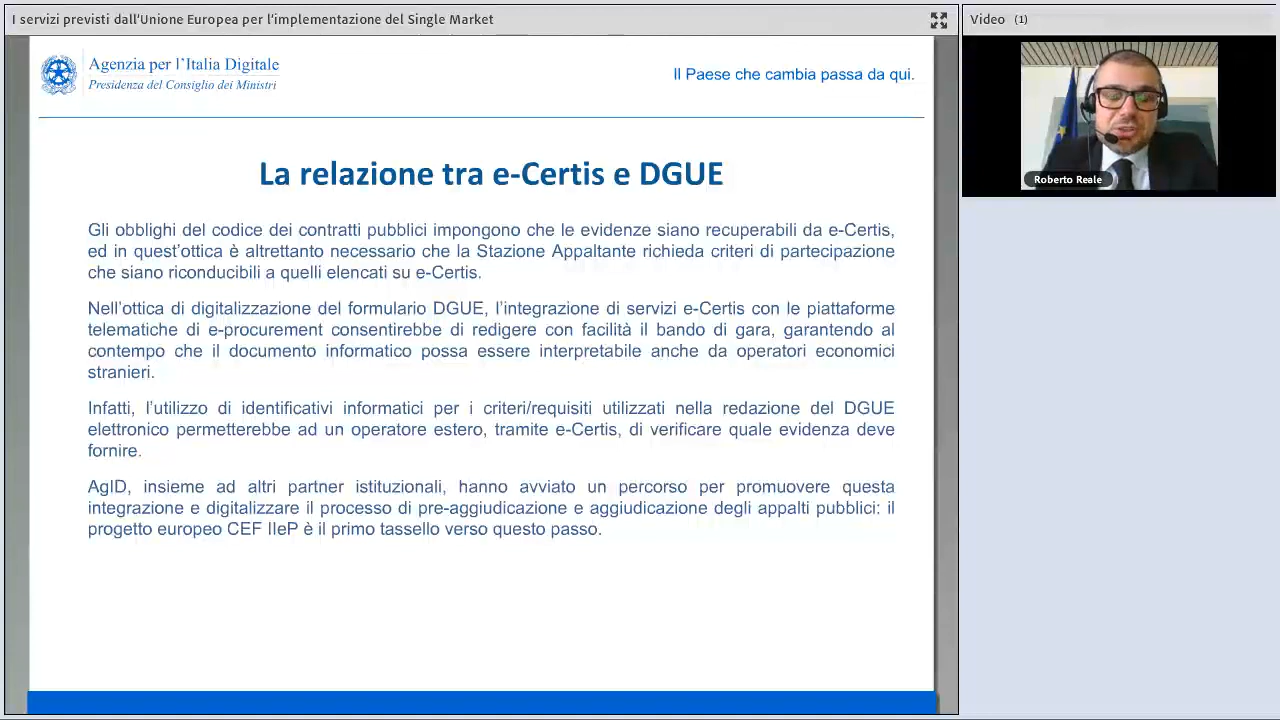 I servizi previsti dall'Unione Europea per l'implementazione del Single Market
Video (1)
Agenzia per l'Italia Digitale
Presidenza del Consiglio dei Ministri
Il Paese che cambia passa da qui.
Roberto Reale
La relazione tra e-Certis e DGUE
Gli obblighi del codice dei contratti pubblici impongono che le evidenze siano recuperabili da e-Certis,
ed in quest'ottica è altrettanto necessario che la Stazione Appaltante richieda criteri di partecipazione
che siano riconducibili a quelli elencati su e-Certis.
Nell'ottica di digitalizzazione del formulario DGUE, l'integrazione di servizi e-Certis con le piattaforme
telematiche di e-procurement consentirebbe di redigere con facilità il bando di gara, garantendo al
contempo che il documento informatico possa essere interpretabile anche da operatori economici
stranieri.
Infatti, l'utilizzo di identificativi informatici per i criteri/requisiti utilizzati nella redazione del DGUE
elettronico permetterebbe ad un operatore estero, tramite e-Certis, di verificare quale evidenza deve
fornire.
AgID, insieme ad altri partner istituzionali, hanno avviato un percorso per promuovere questa
integrazione e digitalizzare il processo di pre-aggiudicazione e aggiudicazione degli appalti pubblici: il
progetto europeo CEF IIeP è il primo tassello verso questo passo.